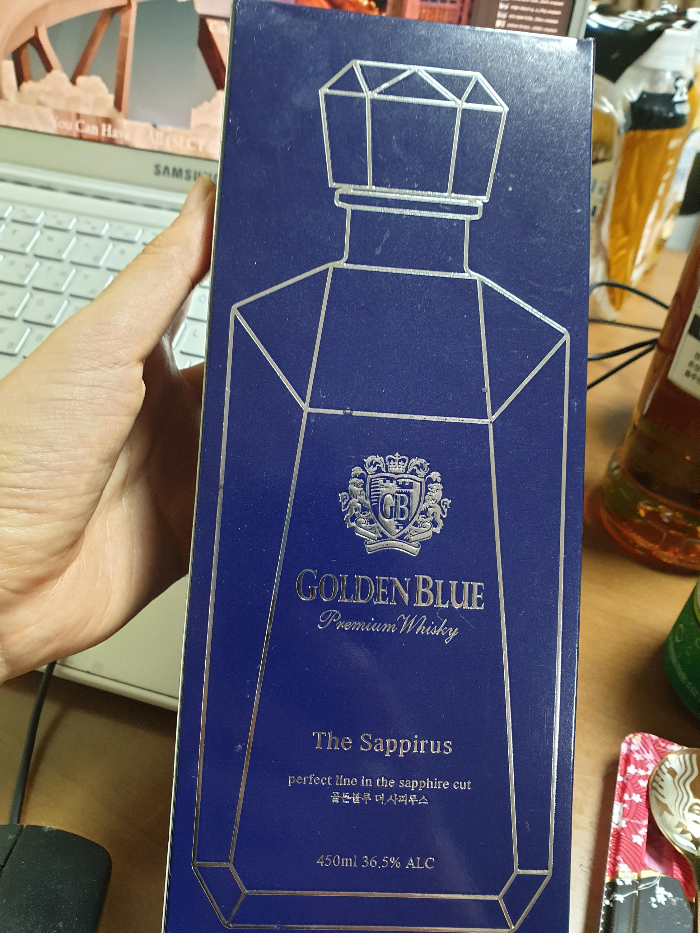 SAMSUNG
GB
GOLDEN BLUE
Premium Whisky
The Sappirus
perfect line in the sapphire cut
골든블루 더 사피루스
450ml 36.5% ALC